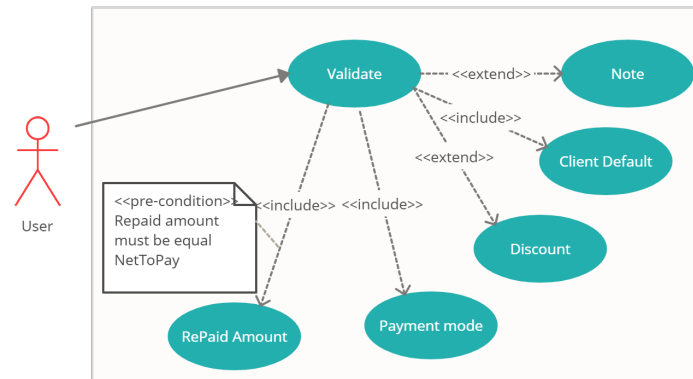 Validate
<<extend>>
Note
<<include>>
<<extend>>
Client Default
User
<<pre-condition>>
Repaid amount
must be equal
NetToPay
<<include>>
<<include>>
Discount
RePaid Amount
Payment mode